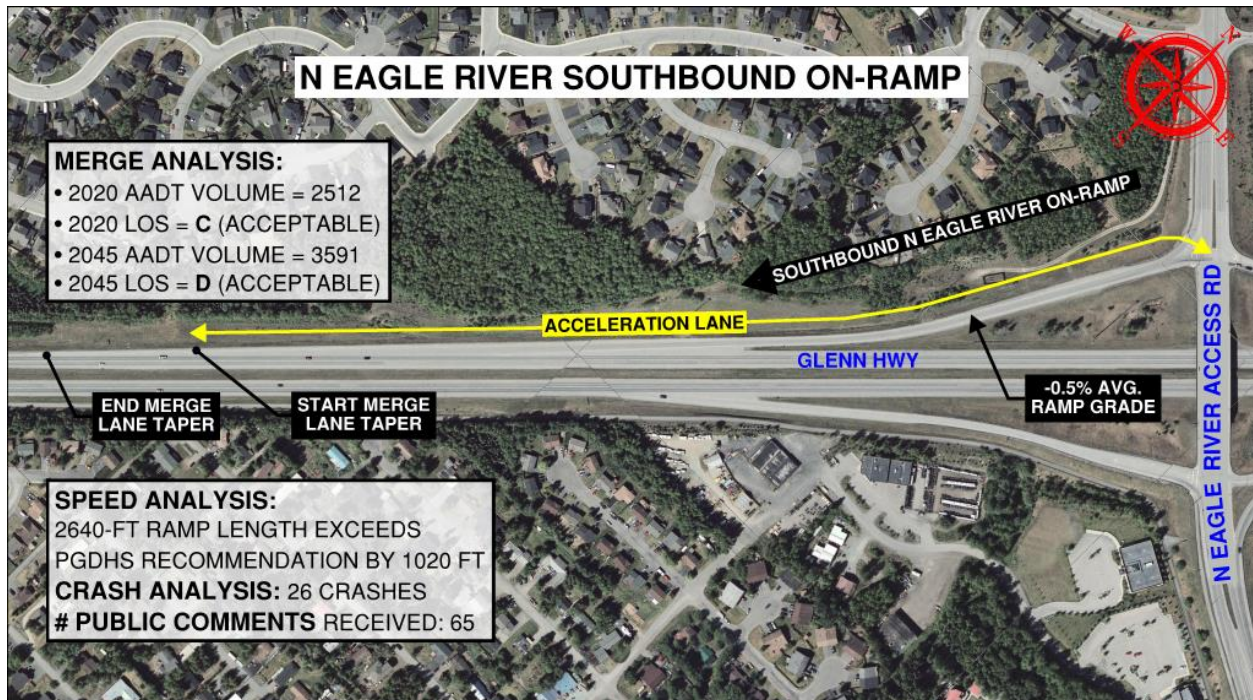 N EAGLE RIVER SOUTHBOUND ON-RAMP
W
N
S
E
MERGE ANALYSIS:
• 2020 AADT VOLUME = 2512
• 2020 LOS = C (ACCEPTABLE)
• 2045 AADT VOLUME = 3591
• 2045 LOS = D (ACCEPTABLE)
SOUTHBOUND N EAGLE RIVER ON-RAMP
ACCELERATION LANE
GLENN HWY
N EAGLE RIVER ACCESS RD
END MERGE
LANE TAPER
START MERGE
LANE TAPER
-0.5% AVG.
RAMP GRADE
SPEED ANALYSIS:
2640-FT RAMP LENGTH EXCEEDS
PGDHS RECOMMENDATION BY 1020 FT
CRASH ANALYSIS: 26 CRASHES
# PUBLIC COMMENTS RECEIVED: 65